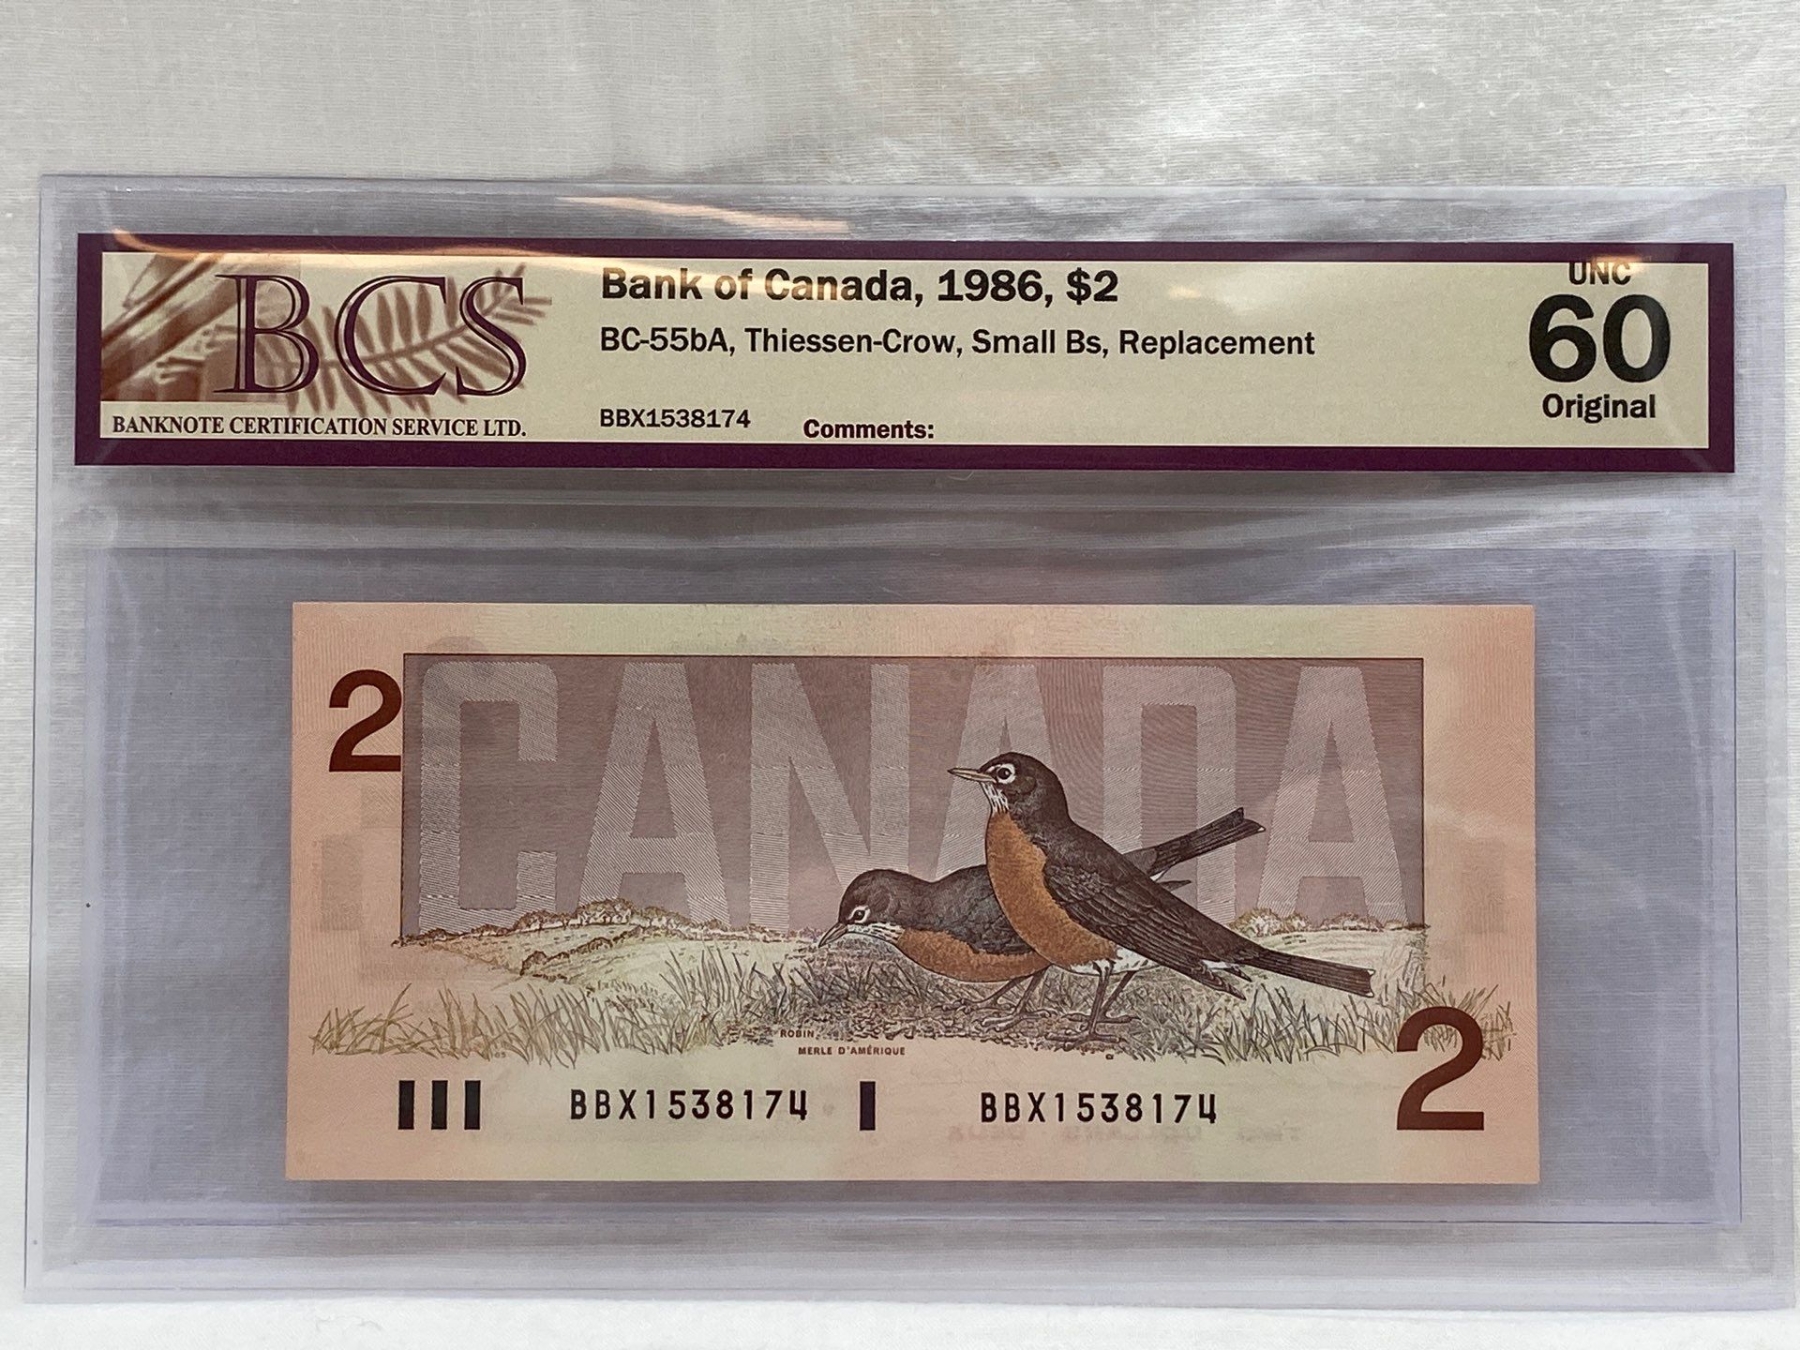 BCS
BANKNOTE CERTIFICATION SERVICE LTD.
Bank of Canada, 1986, $2
BC-55bA, Thiessen-Crow, Small Bs, Replacement
BBX1538174
Comments:
UNC
60
Original
2
CANADA
ROBIN
MERLE D'AMÉRIQUE
BBX1538174
BBX1538174
2